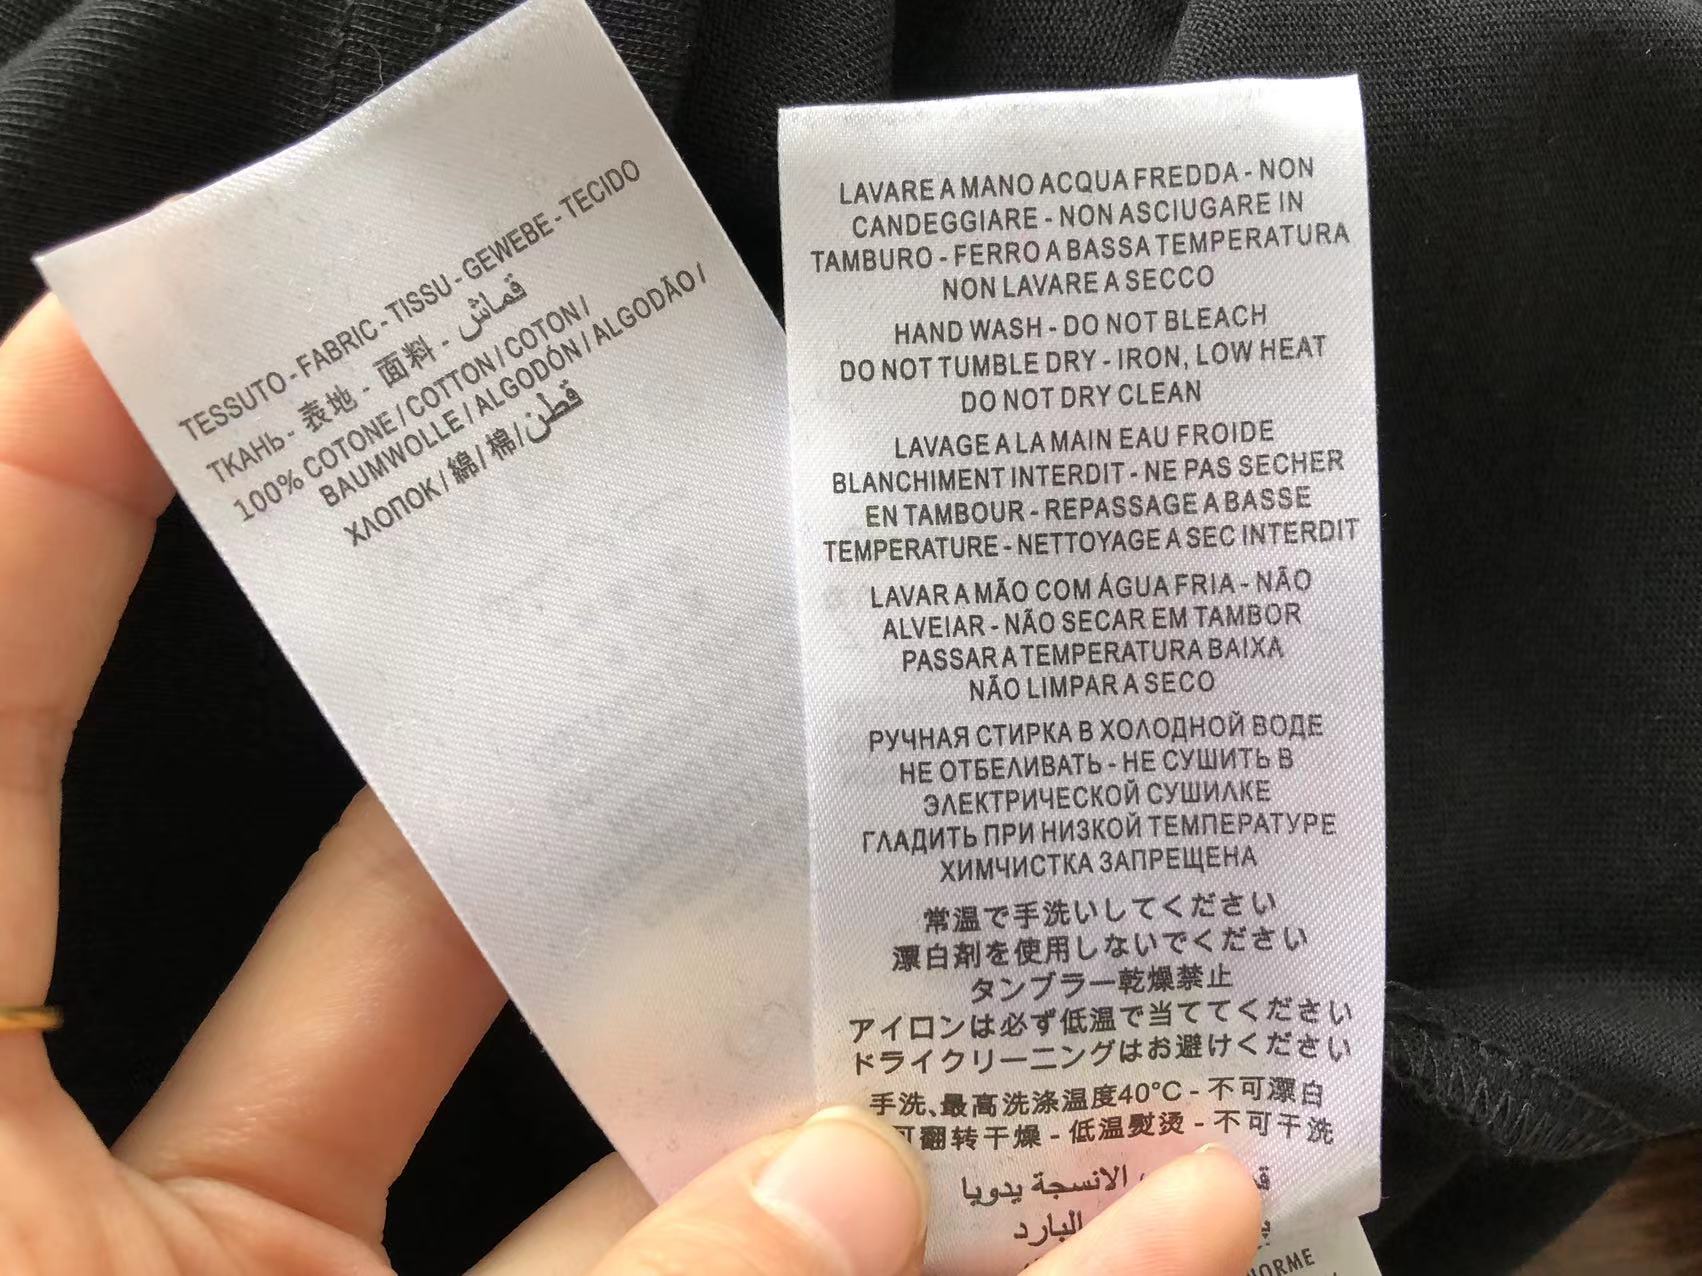 TESSUTO - FABRIC - TISSU - GEWEBE - TECIDO
ТКАНЬ - 表地 - 面料 - قماش
100% COTONE / COTTON / COTON /
BAUMWOLLE / ALGODÓN / ALGODÃO /
ХЛОПОК / 綿 / 棉 / قطن
LAVARE A MANO ACQUA FREDDA - NON
CANDEGGIARE - NON ASCIUGARE IN
TAMBURO - FERRO A BASSA TEMPERATURA
NON LAVARE A SECCO
HAND WASH - DO NOT BLEACH
DO NOT TUMBLE DRY - IRON, LOW HEAT
DO NOT DRY CLEAN
LAVAGE A LA MAIN EAU FROIDE
BLANCHIMENT INTERDIT - NE PAS SECHER
EN TAMBOUR - REPASSAGE A BASSE
TEMPERATURE - NETTOYAGE A SEC INTERDIT
LAVAR A MÃO COM ÁGUA FRIA - NÃO
ALVEIAR - NÃO SECAR EM TAMBOR
PASSAR A TEMPERATURA BAIXA
NÃO LIMPAR A SECO
РУЧНАЯ СТИРКА В ХОЛОДНОЙ ВОДЕ
НЕ ОТБЕЛИВАТЬ - НЕ СУШИТЬ В
ЭЛЕКТРИЧЕСКОЙ СУШИЛКЕ
ГЛАДИТЬ ПРИ НИЗКОЙ ТЕМПЕРАТУРЕ
ХИМЧИСТКА ЗАПРЕЩЕНА
常温で手洗いしてください
漂白剤を使用しないでください
タンブラー乾燥禁止
アイロンは必ず低温で当ててください
ドライクリーニングはお避けください
手洗、最高洗涤温度40°C - 不可漂白
可翻转干燥 - 低温熨烫 - 不可干洗
الانسجة يدويا
البارد